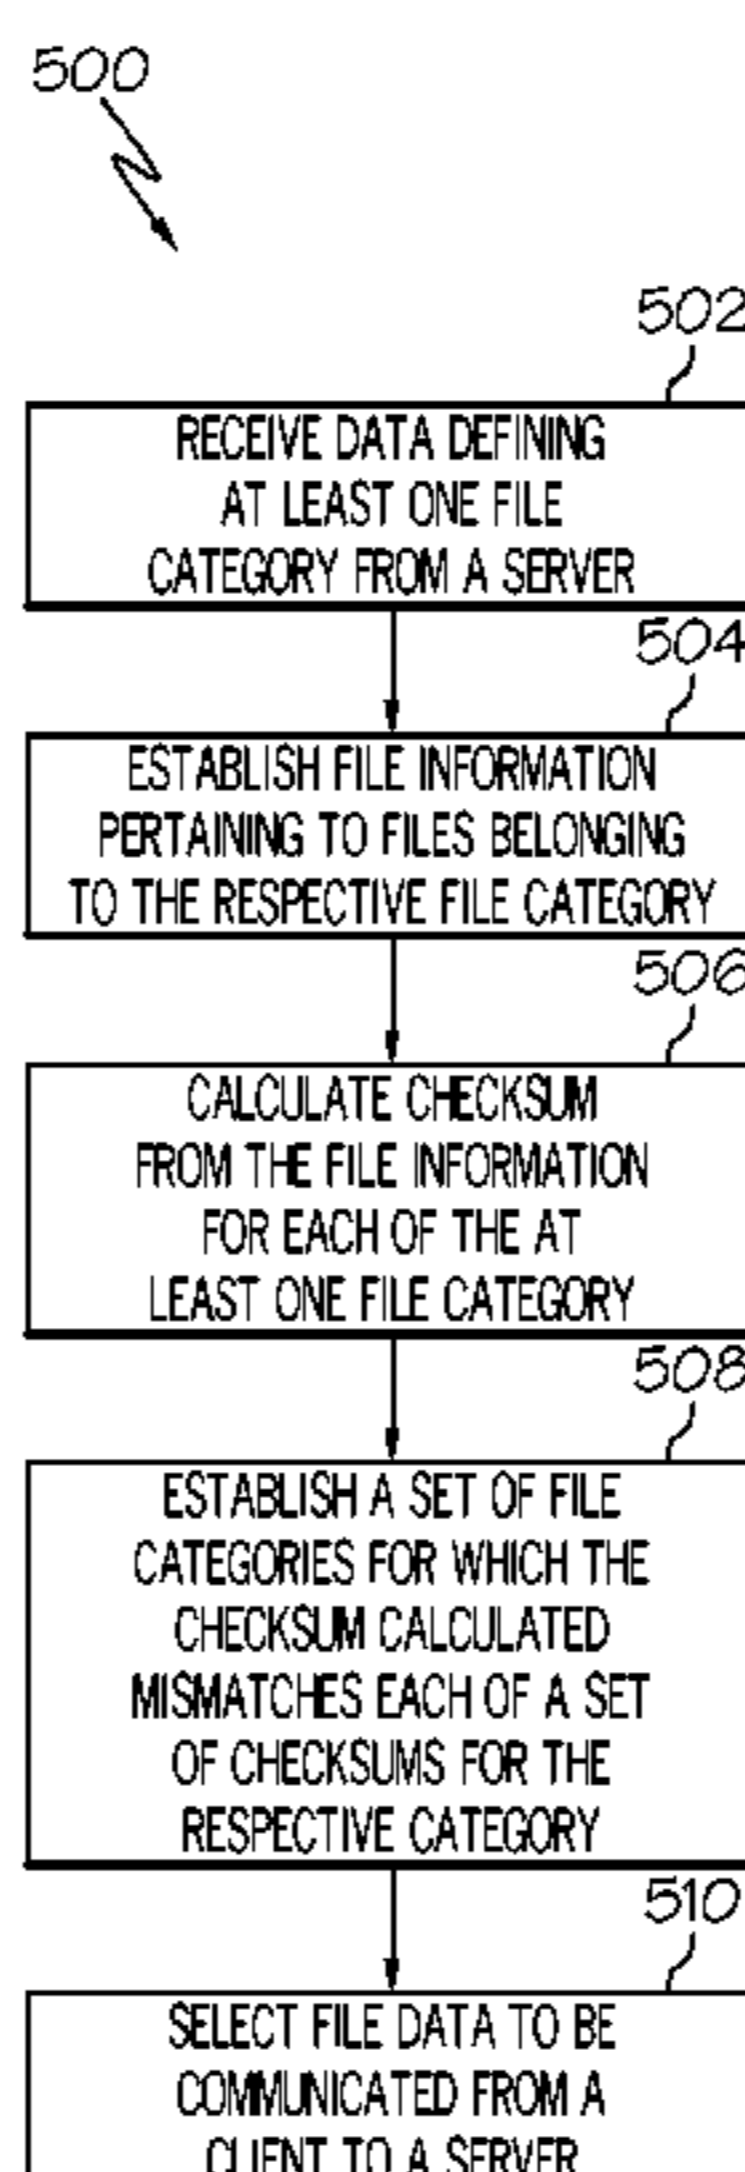 500
502
RECEIVE DATA DEFINING
AT LEAST ONE FILE
CATEGORY FROM A SERVER
504
ESTABLISH FILE INFORMATION
PERTAINING TO FILES BELONGING
TO THE RESPECTIVE FILE CATEGORY
506
CALCULATE CHECKSUM
FROM THE FILE INFORMATION
FOR EACH OF THE AT
LEAST ONE FILE CATEGORY
508
ESTABLISH A SET OF FILE
CATEGORIES FOR WHICH THE
CHECKSUM CALCULATED
MISMATCHES EACH OF A SET
OF CHECKSUMS FOR THE
RESPECTIVE CATEGORY
510
SELECT FILE DATA TO BE
COMMUNICATED FROM A
CLIENT TO A SERVER